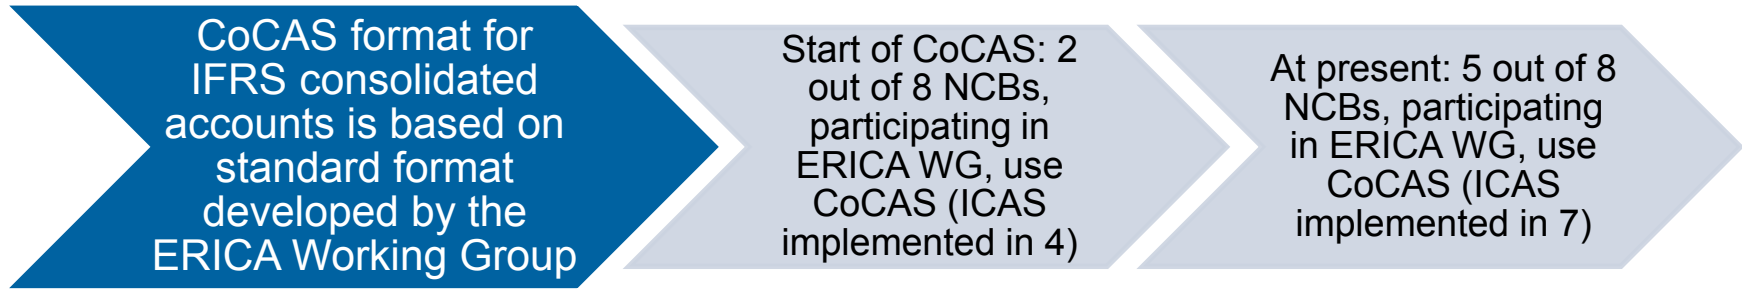 CoCAS format for
IFRS consolidated
accounts is based on
standard format
developed by the
ERICA Working Group
Start of CoCAS: 2
out of 8 NCBs,
participating in
ERICA WG, use
CoCAS (ICAS
implemented in 4)
At present: 5 out of 8
NCBs, participating
in ERICA WG, use
CoCAS (ICAS
implemented in 7)